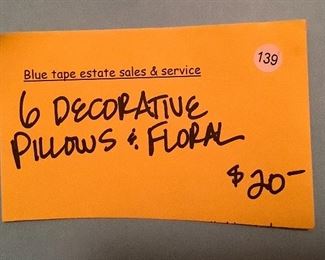 139
Blue tape estate sales & service
6 DECORATIVE
PILLOWS & FLORAL
$20-